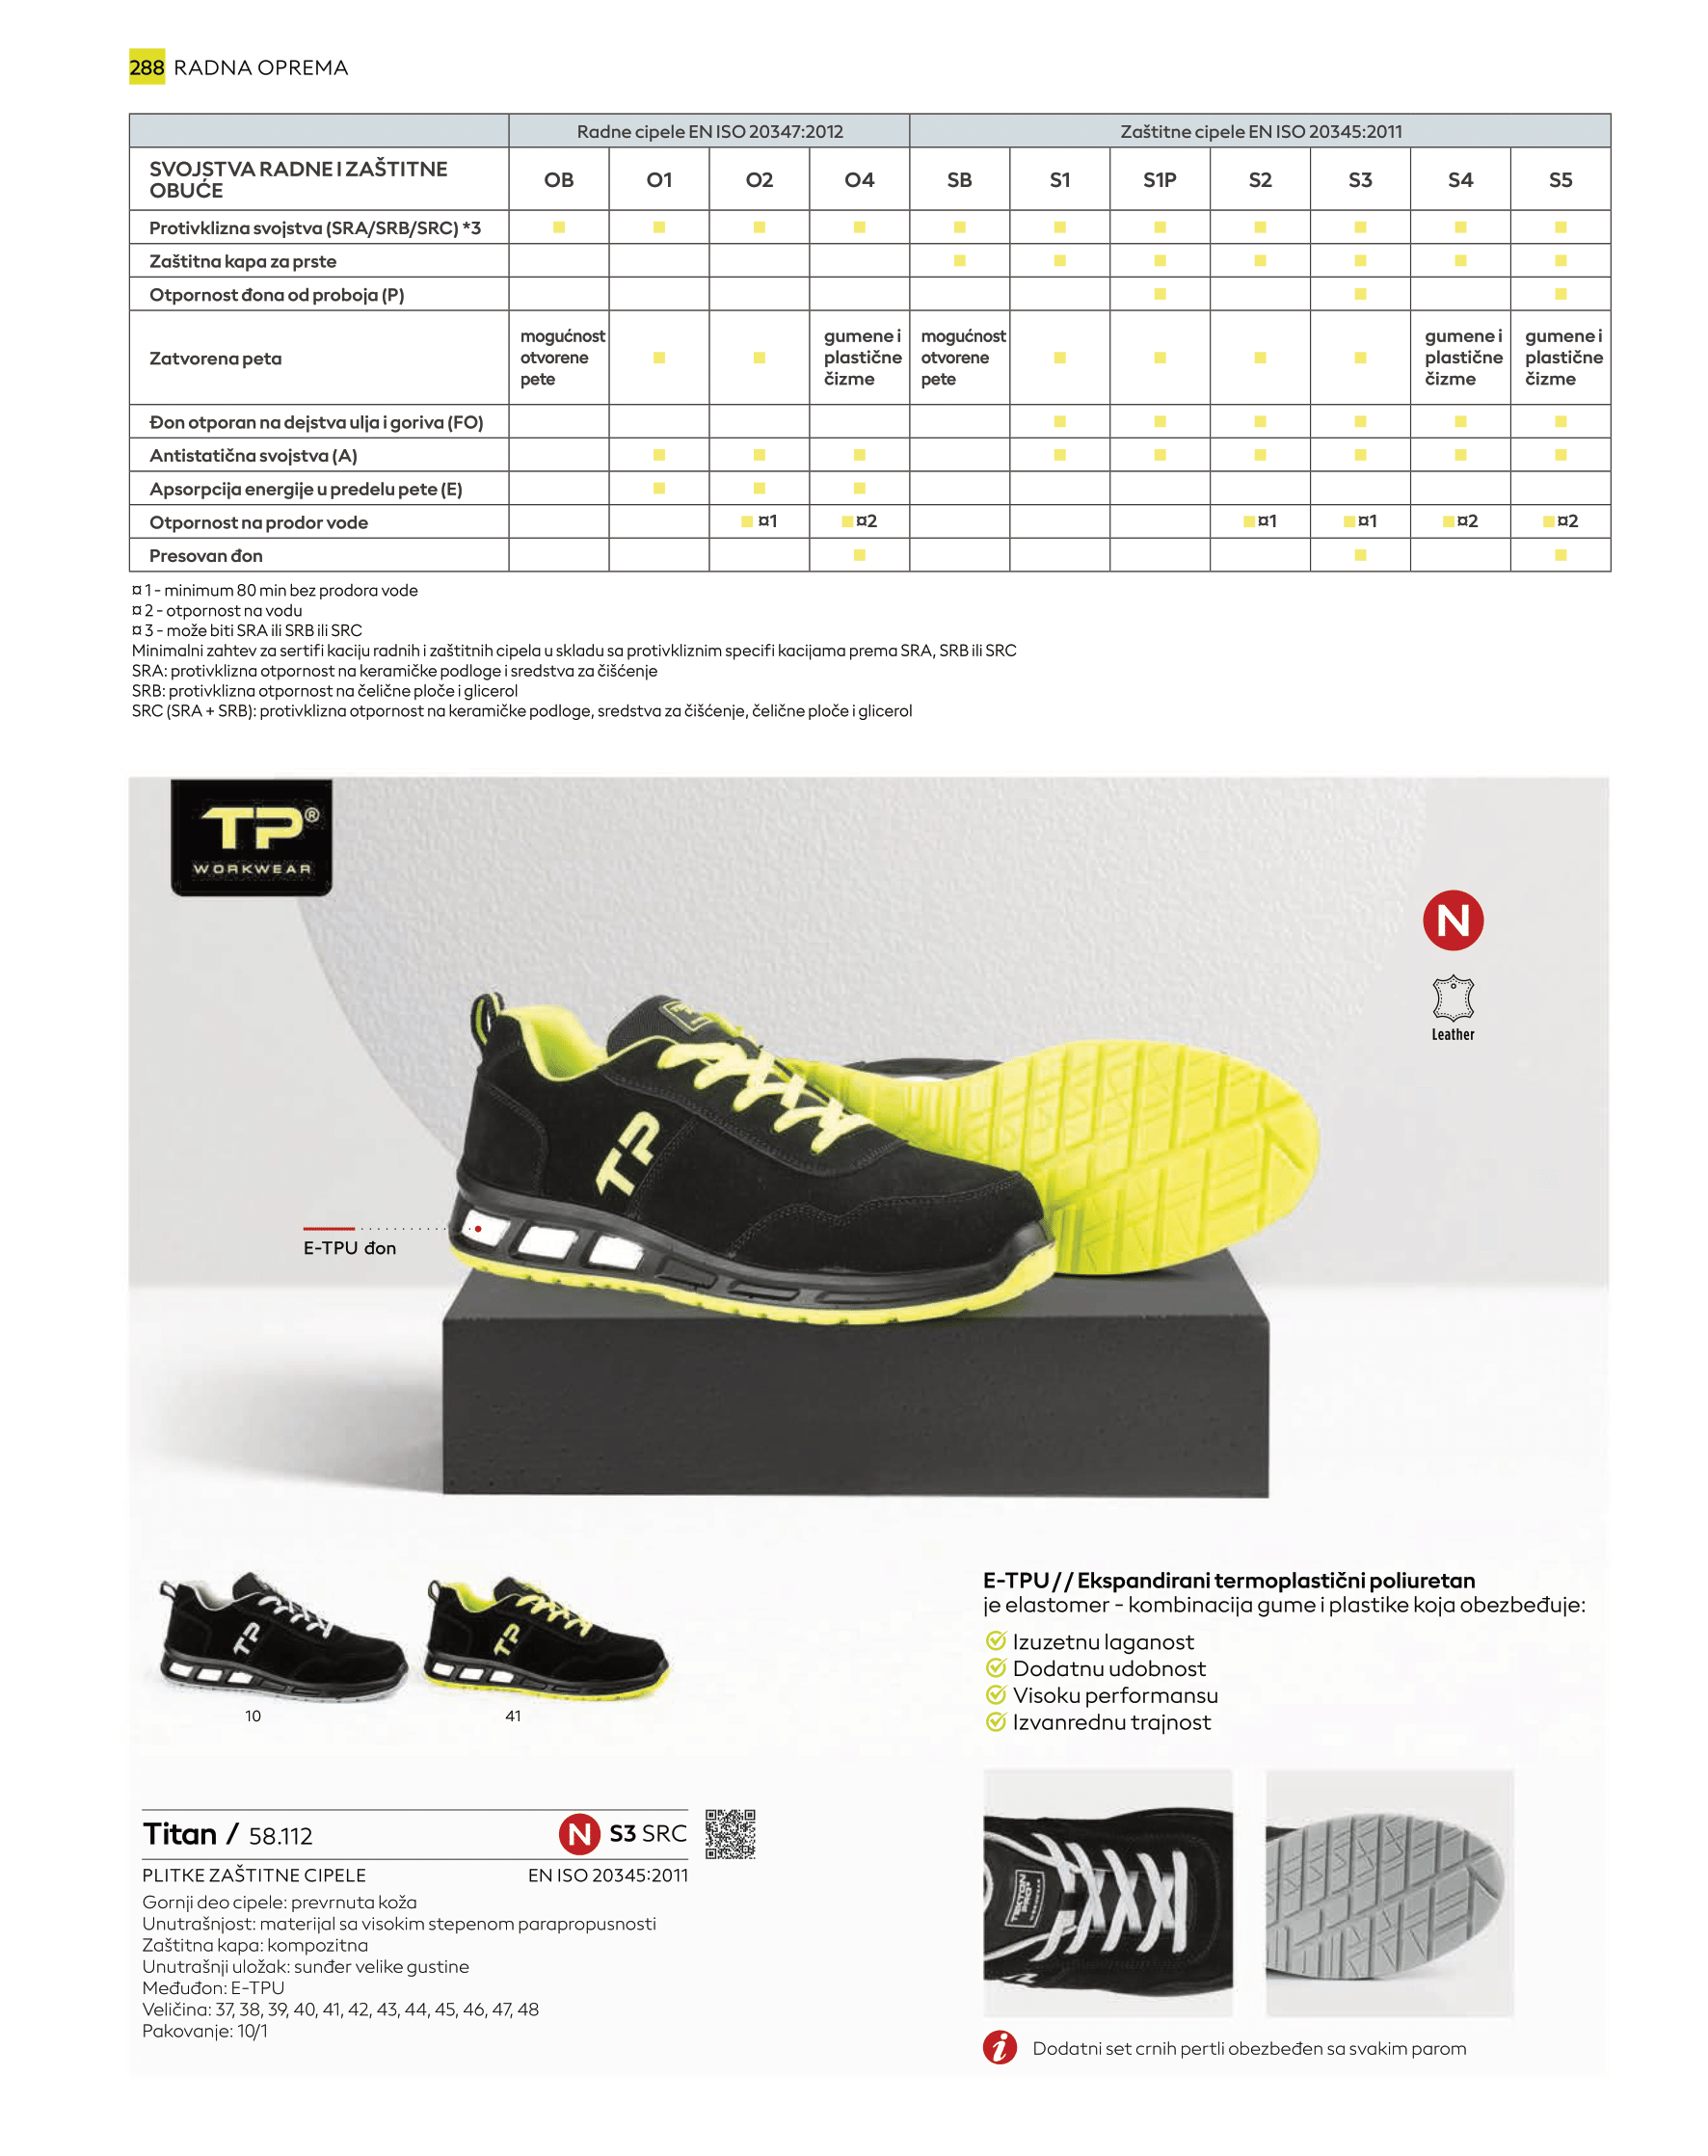 288 RADNA OPREMA
Radne cipele EN ISO 20347:2012 Zaštitne cipele EN ISO 20345:2011
SVOJSTVA RADNE I ZAŠTITNE
OBUĆE
OB O1 O2 O4 SB S1 S1P S2 S3 S4 S5
Protivklizna svojstva (SRA/SRB/SRC) *3
Zaštitna kapa za prste
Otpornost đona od proboja (P)
Zatvorena peta
mogućnost
otvorene
pete
gumene i
plastične
čizme
mogućnost
otvorene
pete
gumene i
plastične
čizme
gumene i
plastične
čizme
Đon otporan na dejstva ulja i goriva (FO)
Antistatična svojstva (A)
Apsorpcija energije u predelu pete (E)
Otpornost na prodor vode ¤1 ¤2 ¤1 ¤1 ¤2 ¤2
Presovan đon
¤ 1 - minimum 80 min bez prodora vode
¤ 2 - otpornost na vodu
¤ 3 - može biti SRA ili SRB ili SRC
Minimalni zahtev za sertifi kaciju radnih i zaštitnih cipela u skladu sa protivkliznim specifi kacijama prema SRA, SRB ili SRC
SRA: protivklizna otpornost na keramičke podloge i sredstva za čišćenje
SRB: protivklizna otpornost na čelične ploče i glicerol
SRC (SRA + SRB): protivklizna otpornost na keramičke podloge, sredstva za čišćenje, čelične ploče i glicerol
TP®
WORKWEAR
N
Leather
TP
E-TPU đon
TP
TP
10
41
E-TPU // Ekspandirani termoplastični poliuretan
je elastomer - kombinacija gume i plastike koja obezbeđuje:
Izuzetnu laganost
Dodatnu udobnost
Visoku performansu
Izvanrednu trajnost
Titan / 58.112 N S3 SRC
PLITKE ZAŠTITNE CIPELE EN ISO 20345:2011
Gornji deo cipele: prevrnuta koža
Unutrašnjost: materijal sa visokim stepenom parapropusnosti
Zaštitna kapa: kompozitna
Unutrašnji uložak: sunđer velike gustine
Međuđon: E-TPU
Veličina: 37, 38, 39, 40, 41, 42, 43, 44, 45, 46, 47, 48
Pakovanje: 10/1
TEKTON
PRO
i Dodatni set crnih pertli obezbeđen sa svakim parom